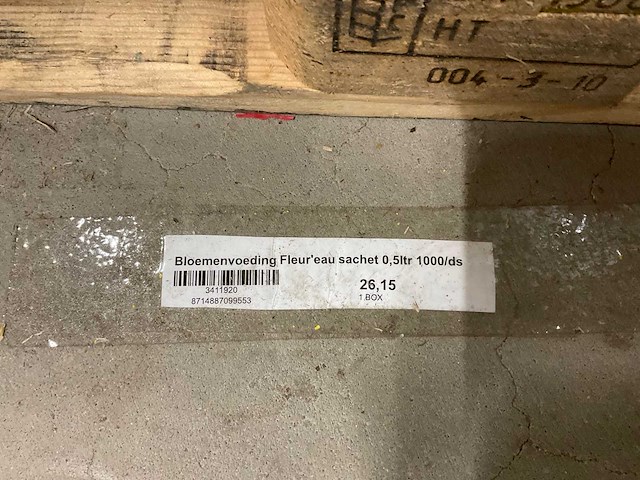 HT
004-3-10
Bloemenvoeding Fleur'eau sachet 0,5ltr 1000/ds
3411920
8714887099553
26,15
1 BOX